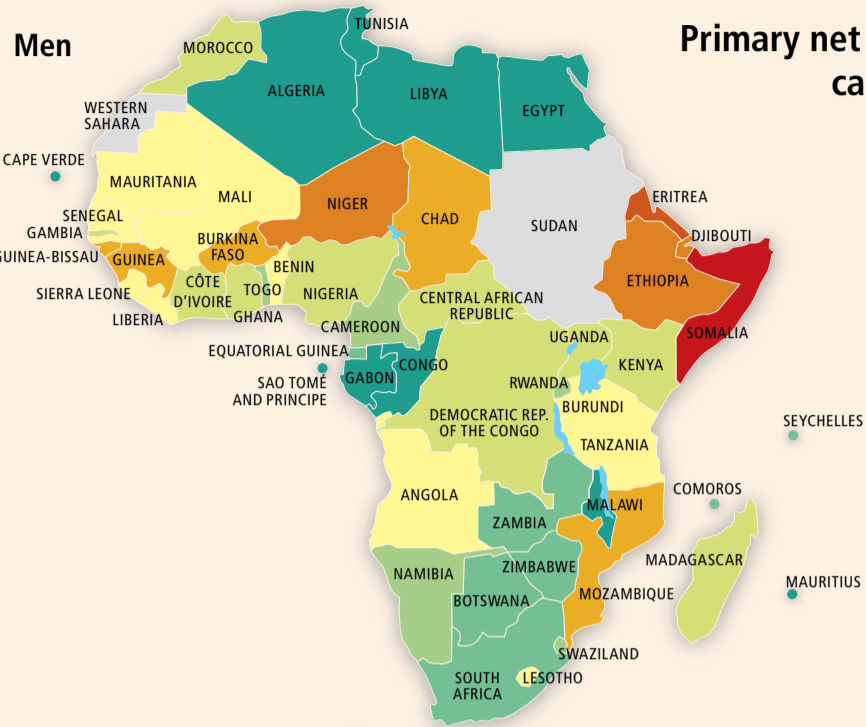 Men
Primary net
ca
TUNISIA
MOROCCO
ALGERIA
LIBYA
EGYPT
WESTERN
SAHARA
CAPE VERDE
MAURITANIA
MALI
NIGER
CHAD
SUDAN
ERITREA
SENEGAL
GAMBIA
DJIBOUTI
GUINEA-BISSAU
GUINEA
BURKINA
FASO
BENIN
ETHIOPIA
SIERRA LEONE
CÔTE
D'IVOIRE
TOGO
NIGERIA
CENTRAL AFRICAN
REPUBLIC
LIBERIA
GHANA
CAMEROON
SOMALIA
UGANDA
EQUATORIAL GUINEA
CONGO
KENYA
GABON
SAO TOMÉ
AND PRINCIPE
RWANDA
BURUNDI
DEMOCRATIC REP.
OF THE CONGO
SEYCHELLES
TANZANIA
ANGOLA
COMOROS
MALAWI
ZAMBIA
MADAGASCAR
NAMIBIA
ZIMBABWE
MAURITIUS
BOTSWANA
MOZAMBIQUE
SWAZILAND
SOUTH
AFRICA
LESOTHO